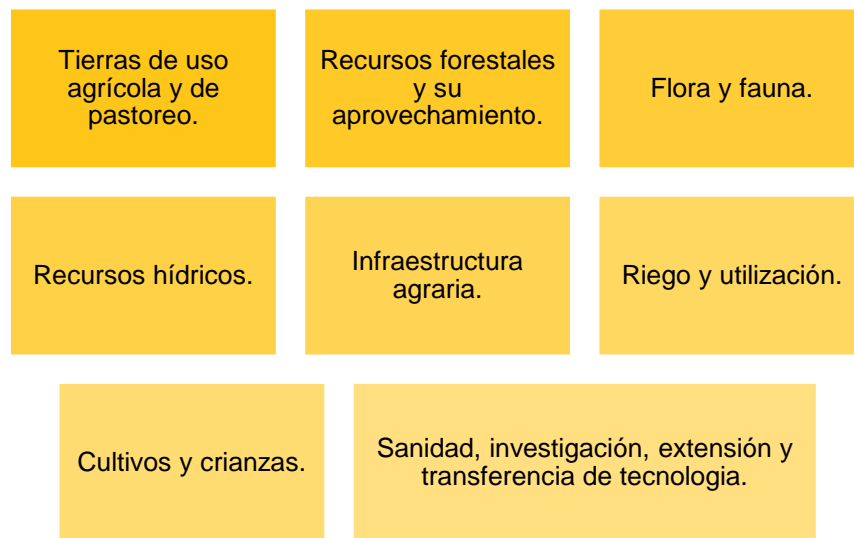 Tierras de uso
agrícola y de
pastoreo.
Recursos forestales
y su
aprovechamiento.
Flora y fauna.
Recursos hídricos.
Infraestructura
agraria.
Riego y utilización.
Cultivos y crianzas.
Sanidad, investigación, extensión y
transferencia de tecnologia.